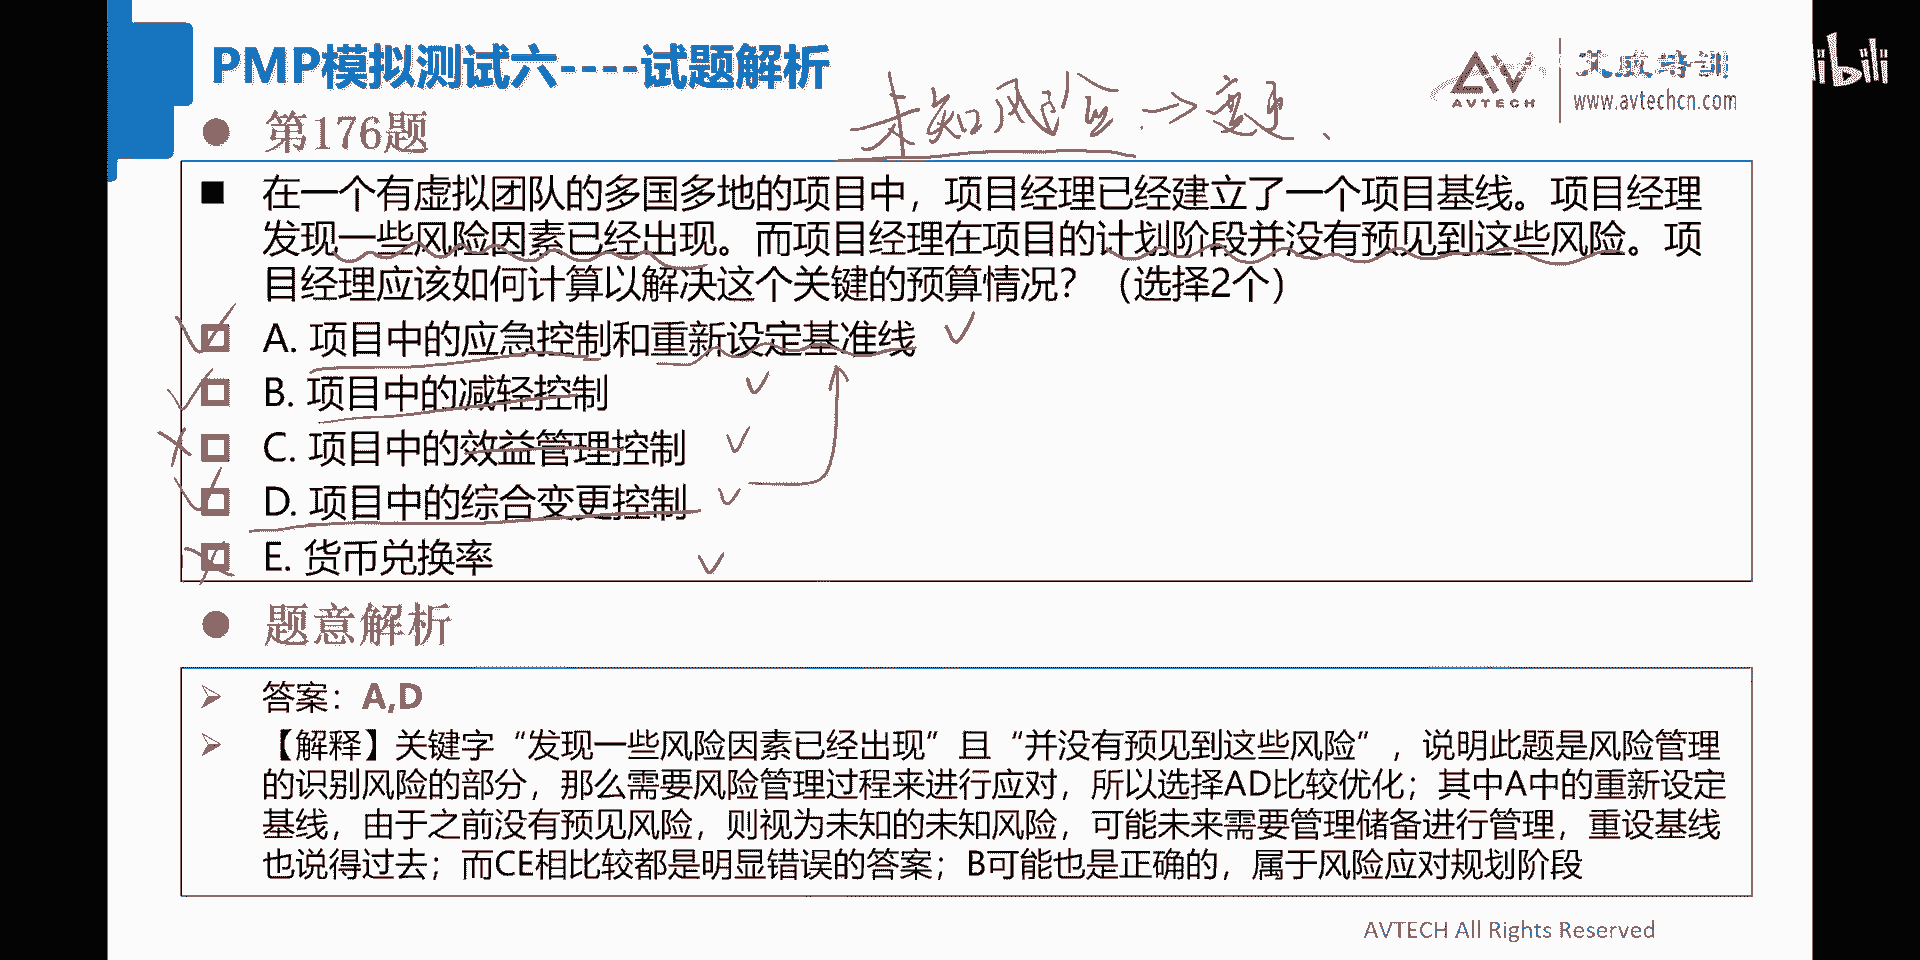 PMP模拟测试六----试题解析
未知风险→变更、
AVTECH
艾威培训
www.avtechcn.com
第176题
在一个有虚拟团队的多国多地的项目中，项目经理已经建立了一个项目基线。项目经理
发现一些风险因素已经出现。而项目经理在项目的计划阶段并没有预见到这些风险。项
目经理应该如何计算以解决这个关键的预算情况？（选择2个）
A. 项目中的应急控制和重新设定基准线
B. 项目中的减轻控制
C. 项目中的效益管理控制
D. 项目中的综合变更控制
E. 货币兑换率
题意解析
答案：A,D
【解释】关键字“发现一些风险因素已经出现”且“并没有预见到这些风险”，说明此题是风险管理
的识别风险的部分，那么需要风险管理过程来进行应对，所以选择AD比较优化；其中A中的重新设定
基线，由于之前没有预见风险，则视为未知的未知风险，可能未来需要管理储备进行管理，重设基线
也说得过去；而CE相比较都是明显错误的答案；B可能也是正确的，属于风险应对规划阶段
AVTECH All Rights Reserved